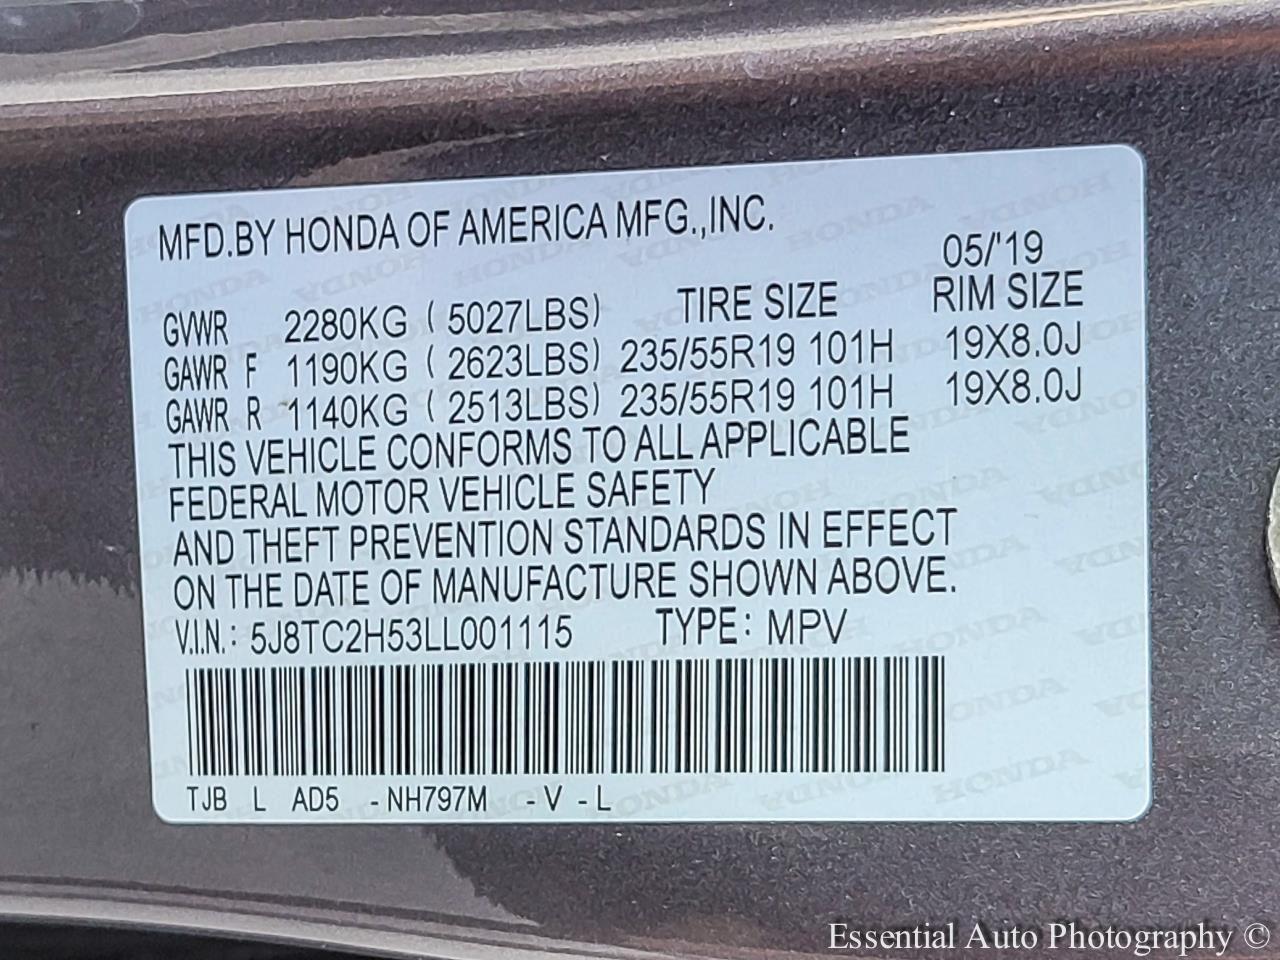 MFD.BY HONDA OF AMERICA MFG.,INC.
05/'19
TIRE SIZE RIM SIZE
GVWR 2280KG ( 5027LBS)
GAWR F 1190KG ( 2623LBS) 235/55R19 101H 19X8.0J
GAWR R 1140KG ( 2513LBS) 235/55R19 101H 19X8.0J
THIS VEHICLE CONFORMS TO ALL APPLICABLE
FEDERAL MOTOR VEHICLE SAFETY
AND THEFT PREVENTION STANDARDS IN EFFECT
ON THE DATE OF MANUFACTURE SHOWN ABOVE.
V.I.N.: 5J8TC2H53LL001115 TYPE: MPV
TJB L AD5 -NH797M -V -L
Essential Auto Photography ©